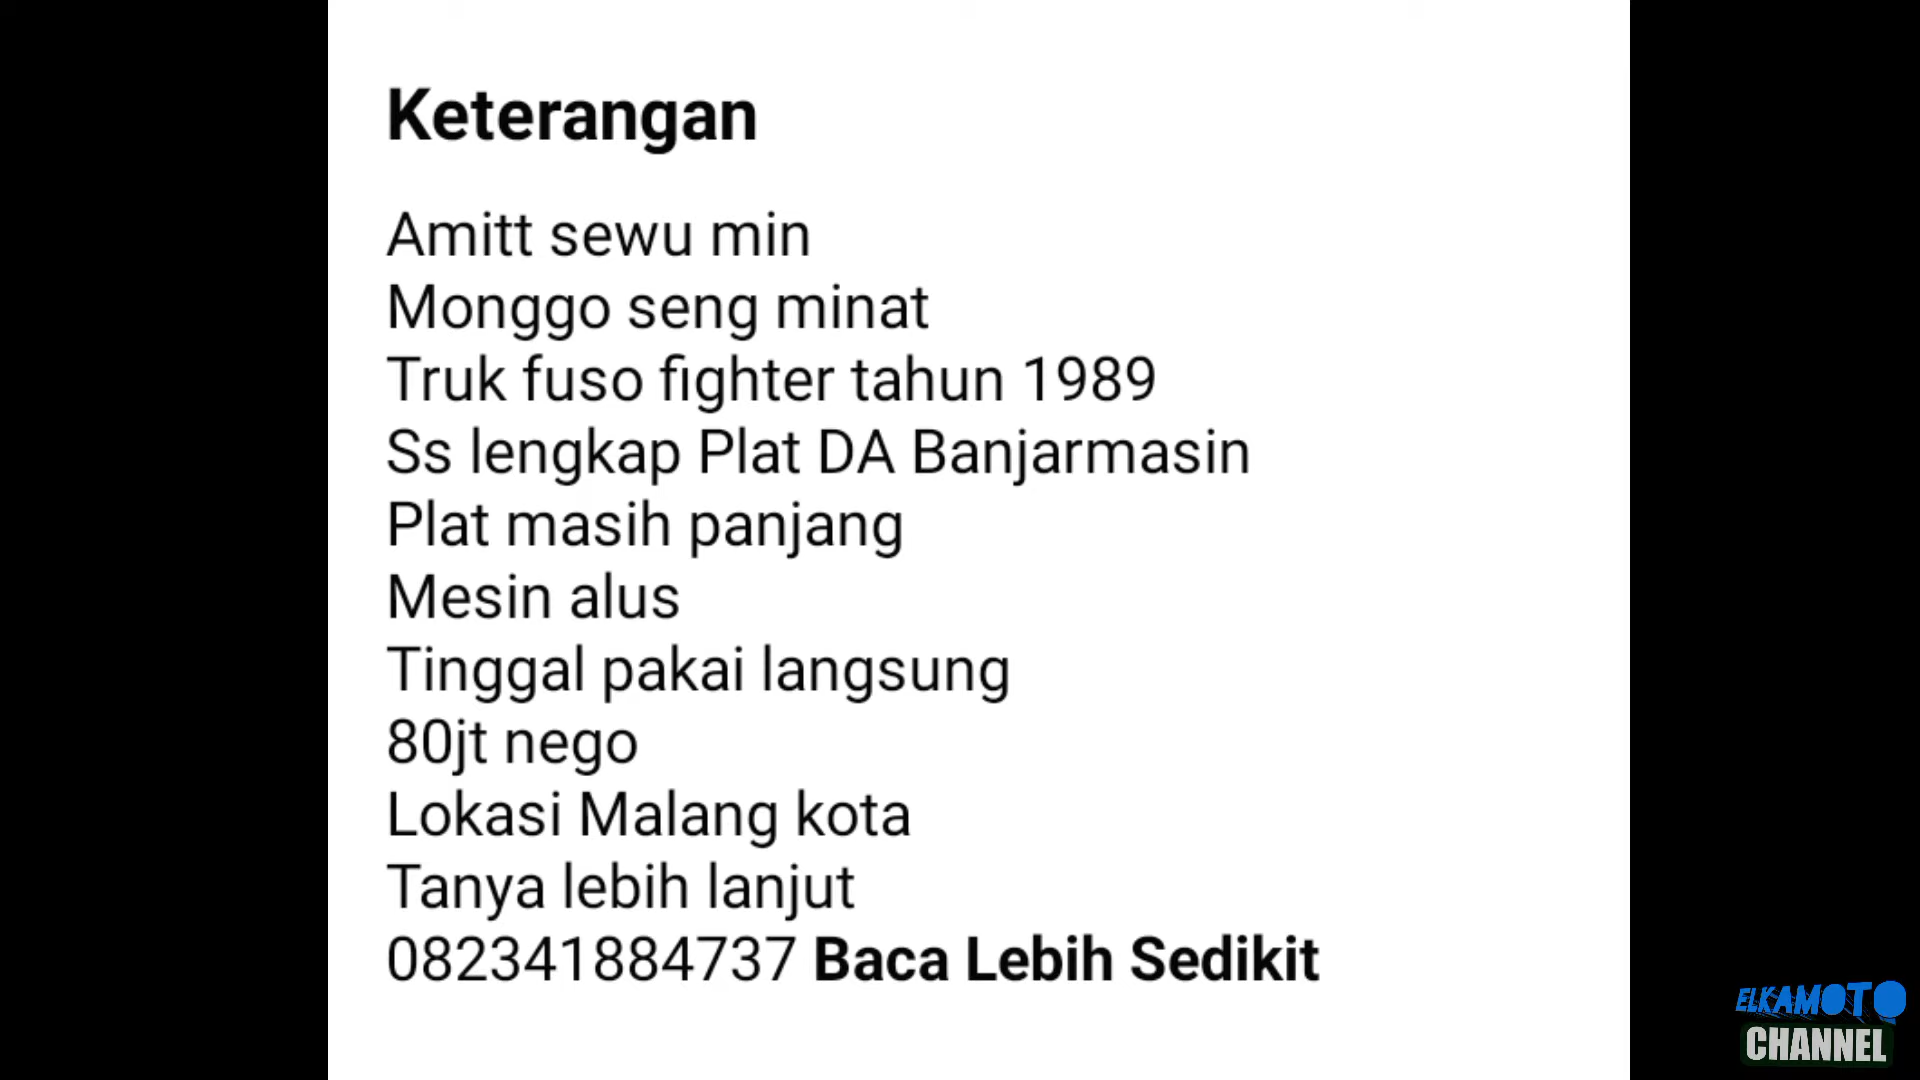 Keterangan
Amitt sewu min
Monggo seng minat
Truk fuso fighter tahun 1989
Ss lengkap Plat DA Banjarmasin
Plat masih panjang
Mesin alus
Tinggal pakai langsung
80jt nego
Lokasi Malang kota
Tanya lebih lanjut
082341884737 Baca Lebih Sedikit
ELKAMOTO
CHANNEL